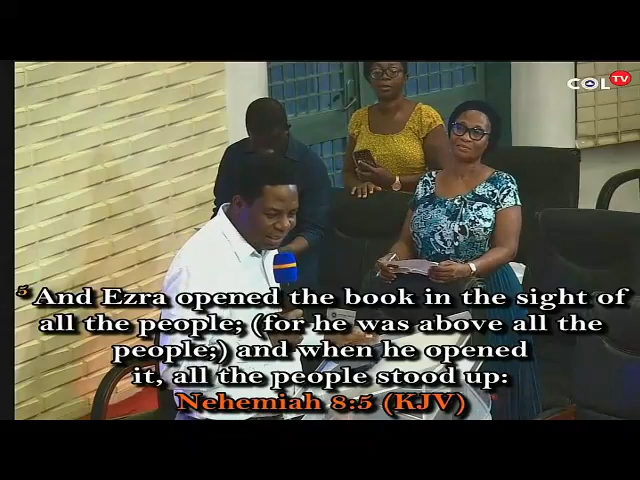 COL TV
5 And Ezra opened the book in the sight of
all the people; (for he was above all the
people;) and when he opened
it, all the people stood up:
Nehemiah 8:5 (KJV)